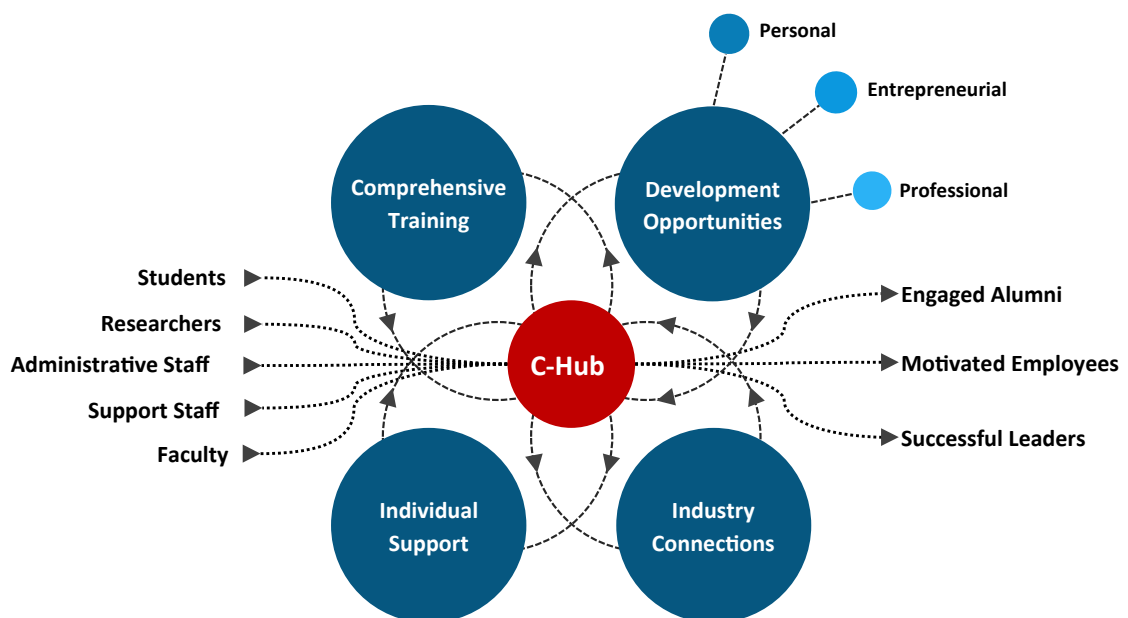 Personal
Entrepreneurial
Comprehensive
Training
Development
Opportunities
Professional
Students
Researchers
Administrative Staff
Support Staff
Faculty
C-Hub
Engaged Alumni
Motivated Employees
Successful Leaders
Individual
Support
Industry
Connections